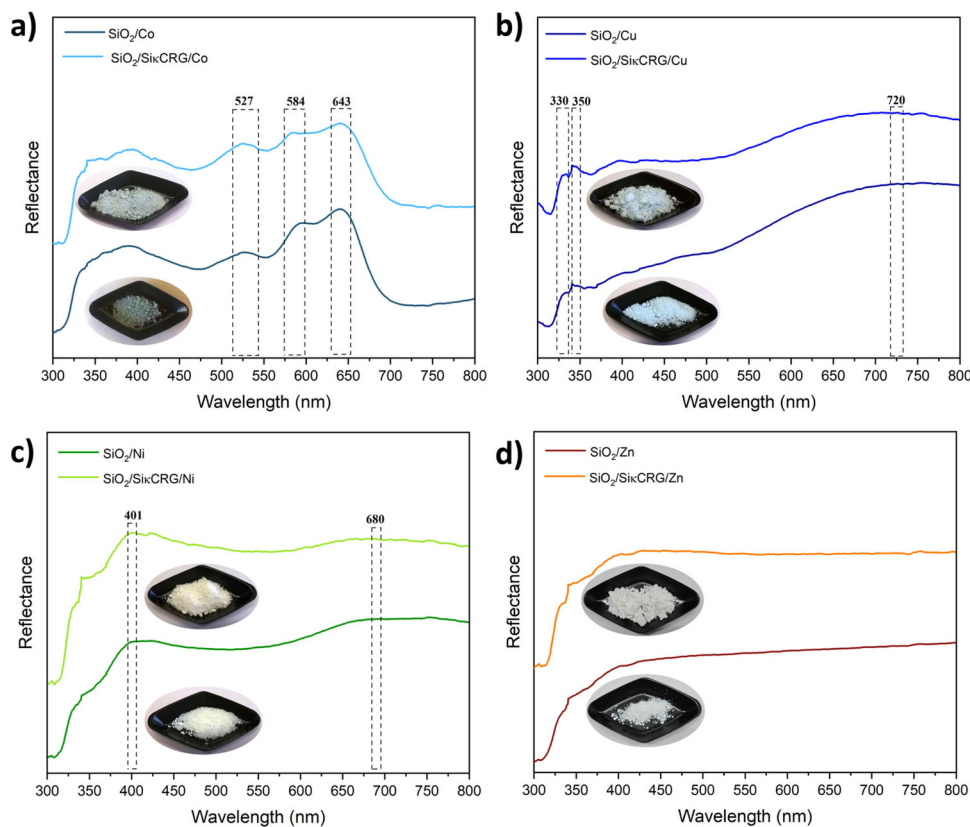 a)
SiO₂/Co
SiO₂/SiκCRG/Co
527 584 643
Reflectance
300 350 400 450 500 550 600 650 700 750 800
Wavelength (nm)
b)
SiO₂/Cu
SiO₂/SiκCRG/Cu
330 350 720
Reflectance
300 350 400 450 500 550 600 650 700 750 800
Wavelength (nm)
c)
SiO₂/Ni
SiO₂/SiκCRG/Ni
401 680
Reflectance
300 350 400 450 500 550 600 650 700 750 800
Wavelength (nm)
d)
SiO₂/Zn
SiO₂/SiκCRG/Zn
Reflectance
300 350 400 450 500 550 600 650 700 750 800
Wavelength (nm)